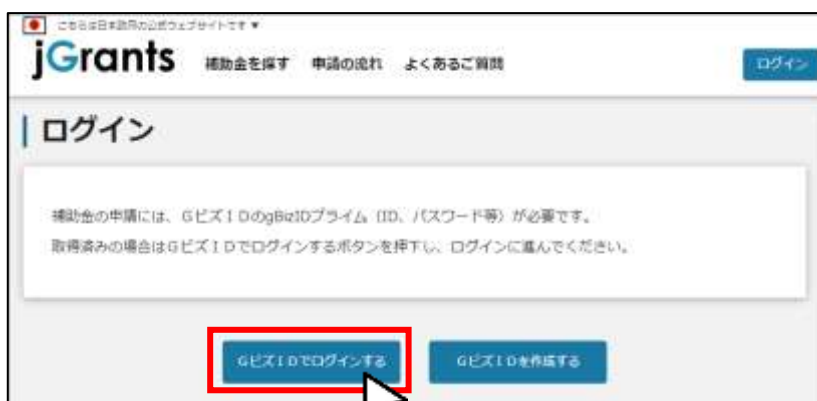 こちらは日本政府の公式ウェブサイトです ▼
jGrants 補助金を探す 申請の流れ よくあるご質問 ログイン
ログイン
補助金の申請には、GビズIDのgBizIDプライム(ID、パスワード等)が必要です。
取得済みの場合はGビズIDでログインするボタンを押下し、ログインに進んでください。
GビズIDでログインする GビズIDを作成する